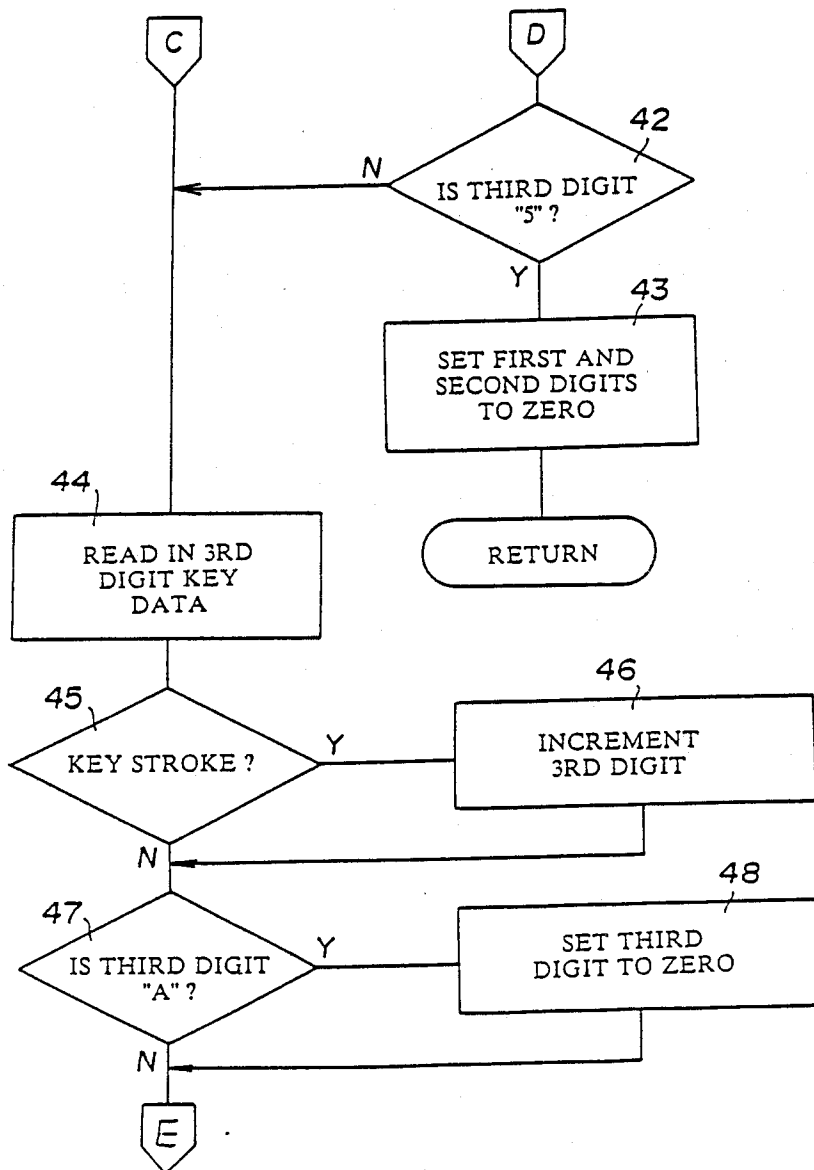 C
D
42
N
IS THIRD DIGIT
"5" ?
Y
43
SET FIRST AND
SECOND DIGITS
TO ZERO
44
READ IN 3RD
DIGIT KEY
DATA
RETURN
45
46
KEY STROKE ?
Y
INCREMENT
3RD DIGIT
N
47
48
IS THIRD DIGIT
"A" ?
Y
SET THIRD
DIGIT TO ZERO
N
E